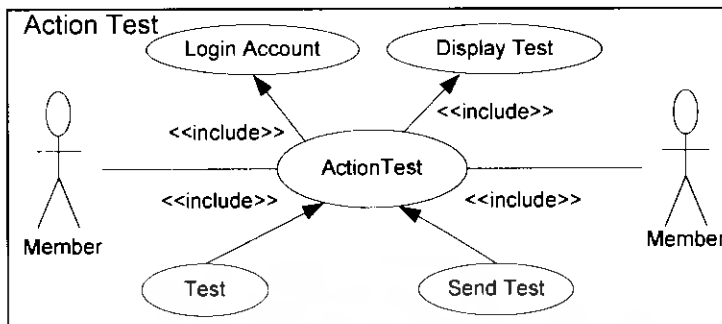 Action Test
Login Account
Display Test
<<include>>
<<include>>
ActionTest
<<include>>
<<include>>
Member
Member
Test
Send Test